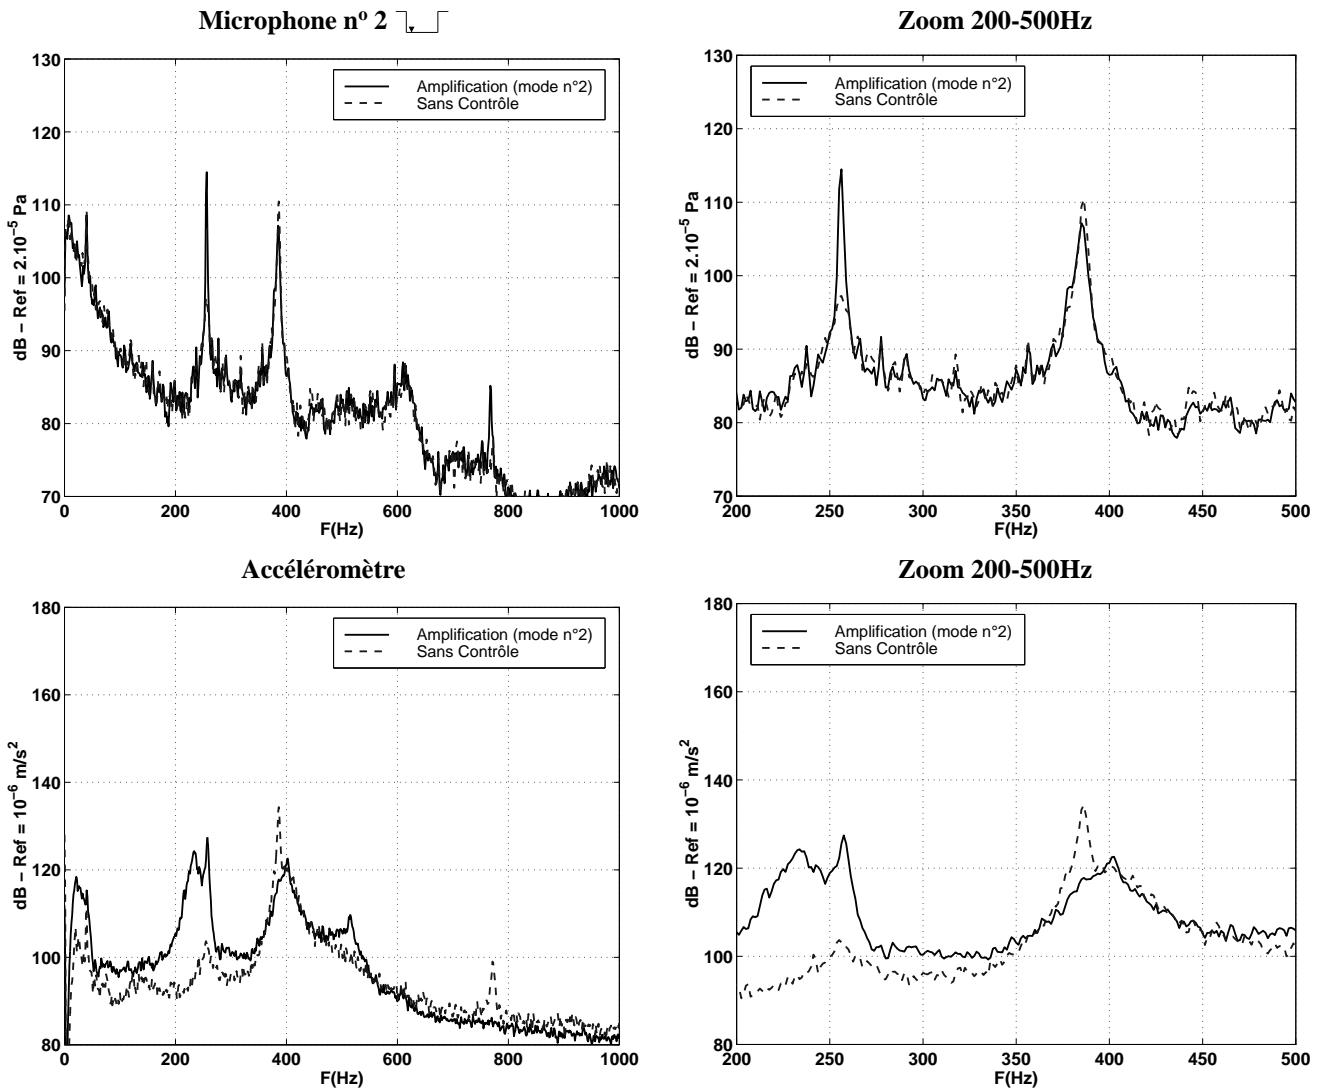 Microphone nº 2
130
120
110
100
90
80
70
0
200
400
600
800
1000
F(Hz)
dB – Ref = 2.10⁻⁵ Pa
Amplification (mode n°2)
Sans Contrôle
Zoom 200-500Hz
130
120
110
100
90
80
70
200
250
300
350
400
450
500
F(Hz)
dB – Ref = 2.10⁻⁵ Pa
Amplification (mode n°2)
Sans Contrôle
Accéléromètre
180
160
140
120
100
80
0
200
400
600
800
1000
F(Hz)
dB – Ref = 10⁻⁶ m/s²
Amplification (mode n°2)
Sans Contrôle
Zoom 200-500Hz
180
160
140
120
100
80
200
250
300
350
400
450
500
F(Hz)
dB – Ref = 10⁻⁶ m/s²
Amplification (mode n°2)
Sans Contrôle